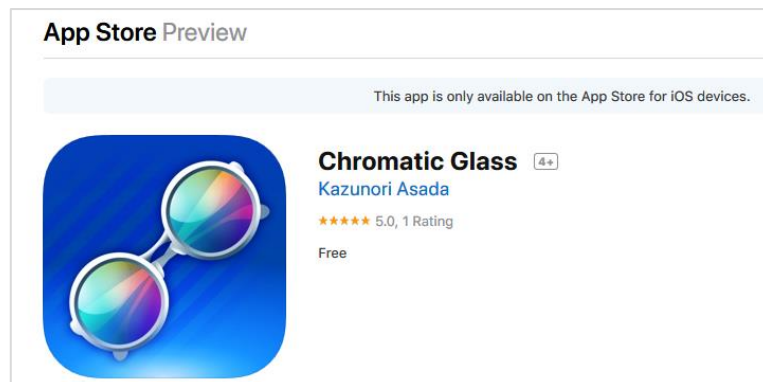 App Store Preview
This app is only available on the App Store for iOS devices.
Chromatic Glass 4+
Kazunori Asada
★★★★★ 5.0, 1 Rating
Free